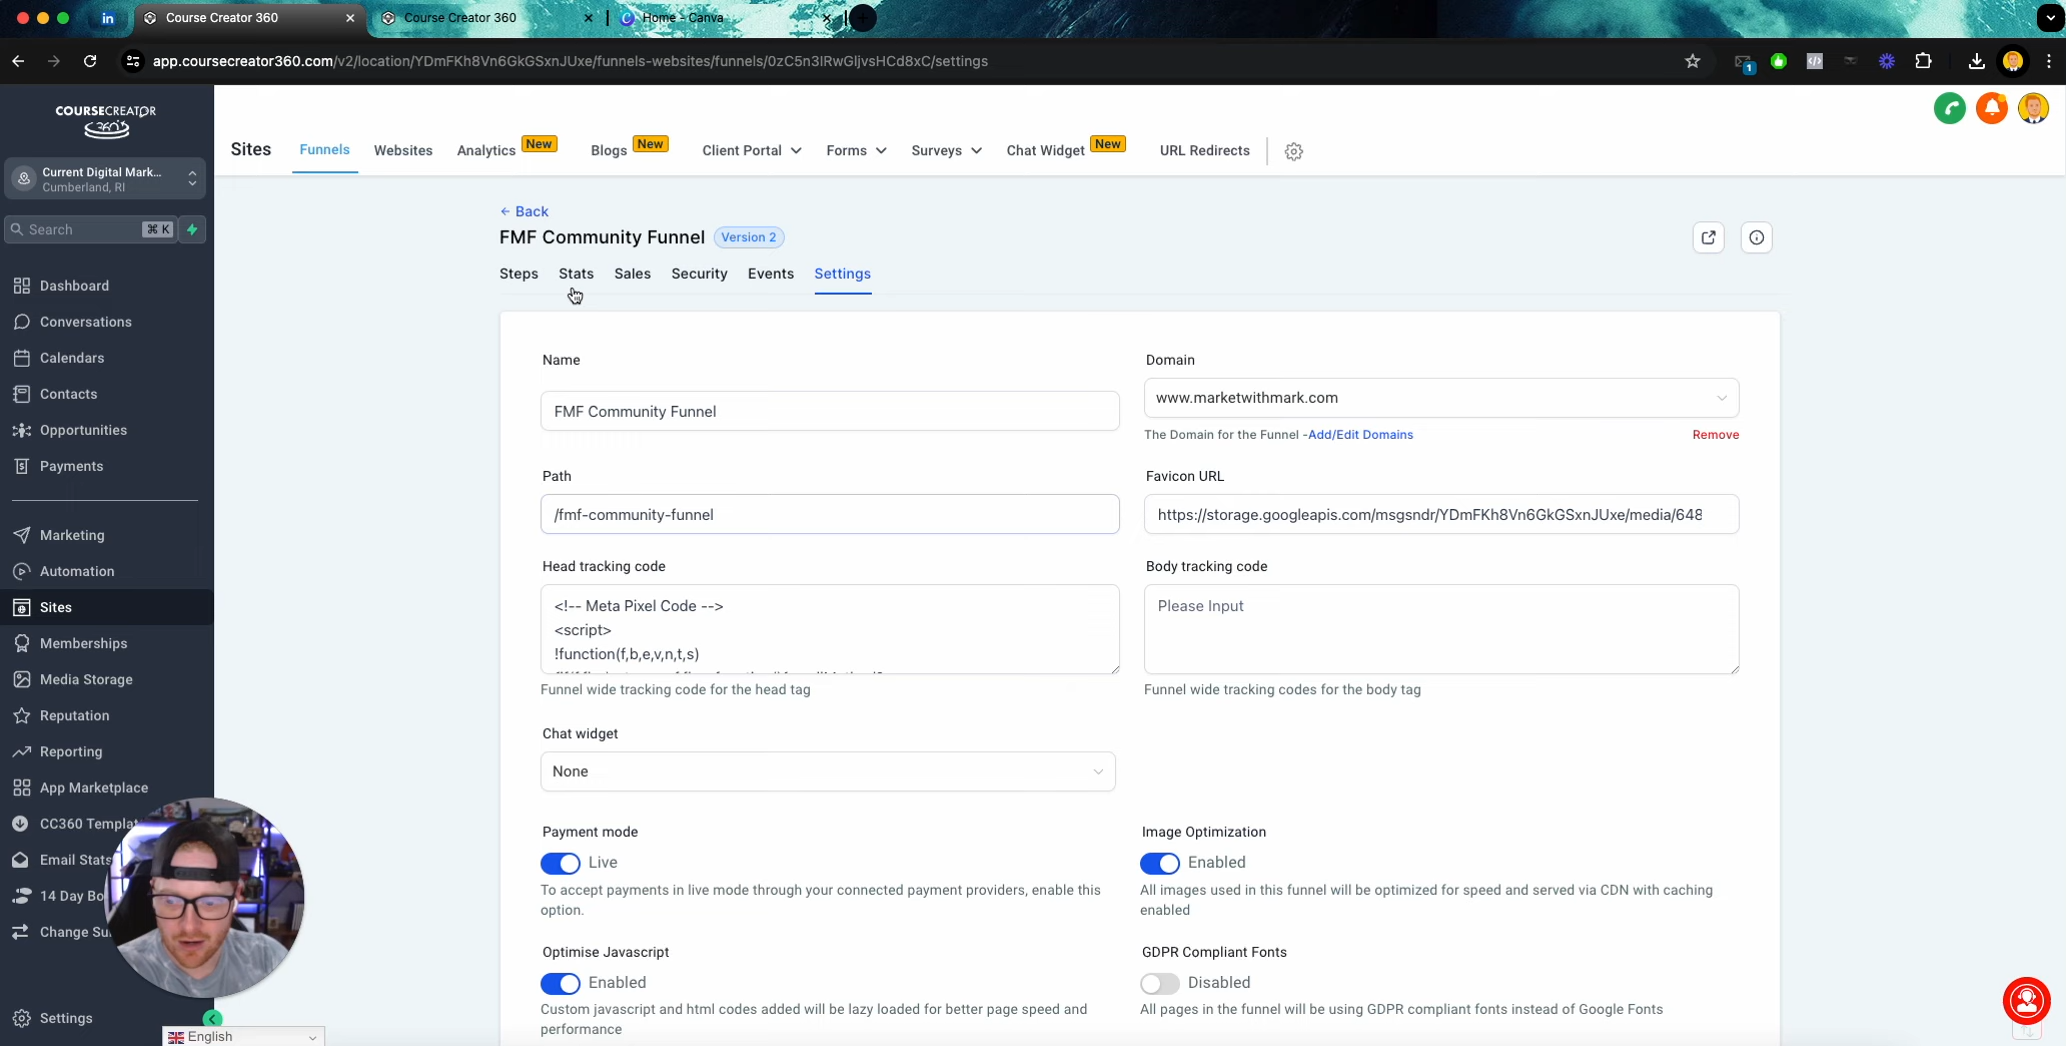 Course Creator 360
Course Creator 360
Home - Canva
app.coursecreator360.com/v2/location/YDmFKh8Vn6GkGSxnJUxe/funnels-websites/funnels/0zC5n3lRwGljvsHCd8xC/settings
1
COURSECREATOR
360
Current Digital Mark...
Cumberland, RI
Search
⌘ K
Dashboard
Conversations
Calendars
Contacts
Opportunities
Payments
Marketing
Automation
Sites
Memberships
Media Storage
Reputation
Reporting
App Marketplace
CC360 Templat
Email Stats
14 Day Bo
Change Su
Settings
English
Sites
Funnels
Websites
Analytics New
Blogs New
Client Portal
Forms
Surveys
Chat Widget New
URL Redirects
← Back
FMF Community Funnel Version 2
Steps Stats Sales Security Events Settings
Name
FMF Community Funnel
Domain
www.marketwithmark.com
The Domain for the Funnel -Add/Edit Domains
Remove
Path
/fmf-community-funnel
Favicon URL
https://storage.googleapis.com/msgsndr/YDmFKh8Vn6GkGSxnJUxe/media/648
Head tracking code
<!-- Meta Pixel Code -->
<script>
!function(f,b,e,v,n,t,s)
Funnel wide tracking code for the head tag
Body tracking code
Please Input
Funnel wide tracking codes for the body tag
Chat widget
None
Payment mode
Live
To accept payments in live mode through your connected payment providers, enable this
option.
Image Optimization
Enabled
All images used in this funnel will be optimized for speed and served via CDN with caching
enabled
Optimise Javascript
Enabled
Custom javascript and html codes added will be lazy loaded for better page speed and
performance
GDPR Compliant Fonts
Disabled
All pages in the funnel will be using GDPR compliant fonts instead of Google Fonts